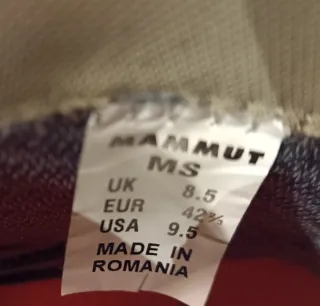 MAMMUT
MS
UK 8.5
EUR 42⅔
USA 9.5
MADE IN
ROMANIA